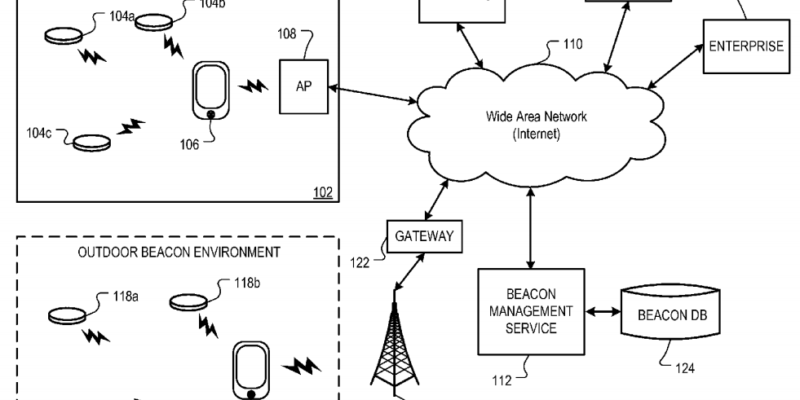 104a
104b
108
110
ENTERPRISE
AP
Wide Area Network
(Internet)
104c
106
102
GATEWAY
122
OUTDOOR BEACON ENVIRONMENT
118a
118b
BEACON
MANAGEMENT
SERVICE
BEACON DB
112
124